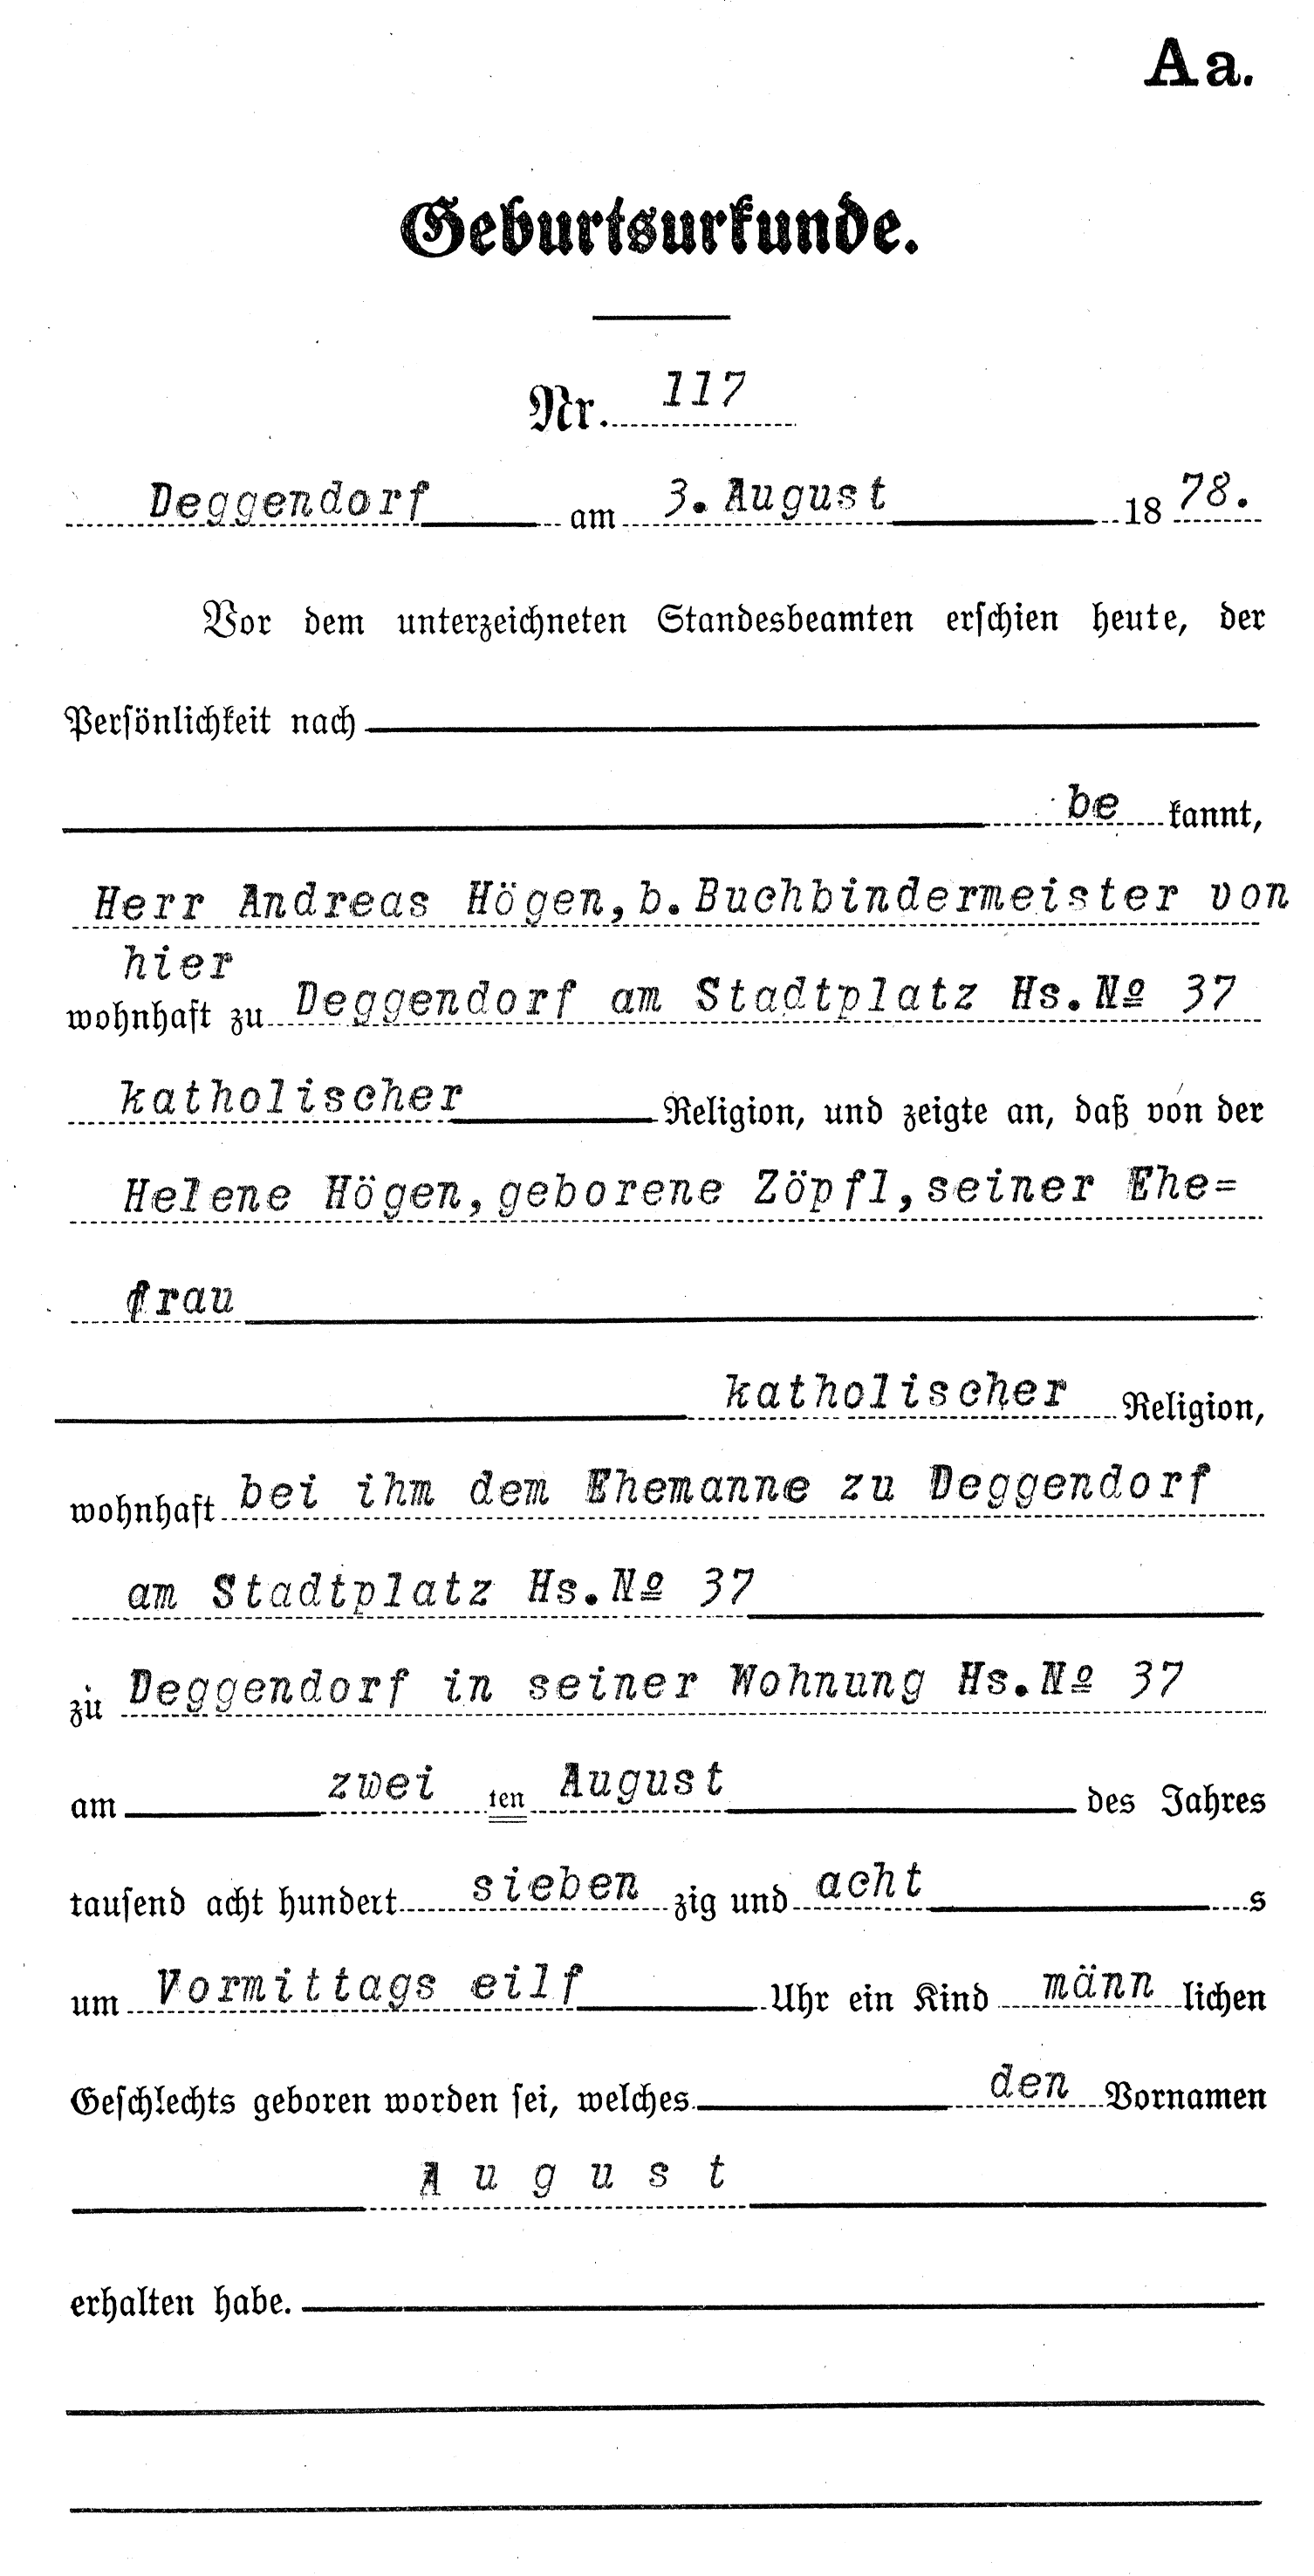 Aa.
Geburtsurkunde.
Nr. 117
Deggendorf am 3. August 1878.
Vor dem unterzeichneten Standesbeamten erschien heute, der
Persönlichkeit nach
be kannt,
Herr Andreas Högen, b. Buchbindermeister von
hier
wohnhaft zu Deggendorf am Stadtplatz Hs.Nº 37
katholischer Religion, und zeigte an, daß von der
Helene Högen, geborene Zöpfl, seiner Ehe=
frau
katholischer Religion,
wohnhaft bei ihm dem Ehemanne zu Deggendorf
am Stadtplatz Hs.Nº 37
zu Deggendorf in seiner Wohnung Hs.Nº 37
am zwei ten August des Jahres
tausend acht hundert sieben zig und acht s
um Vormittags eilf Uhr ein Kind männ lichen
Geschlechts geboren worden sei, welches den Vornamen
August
erhalten habe.